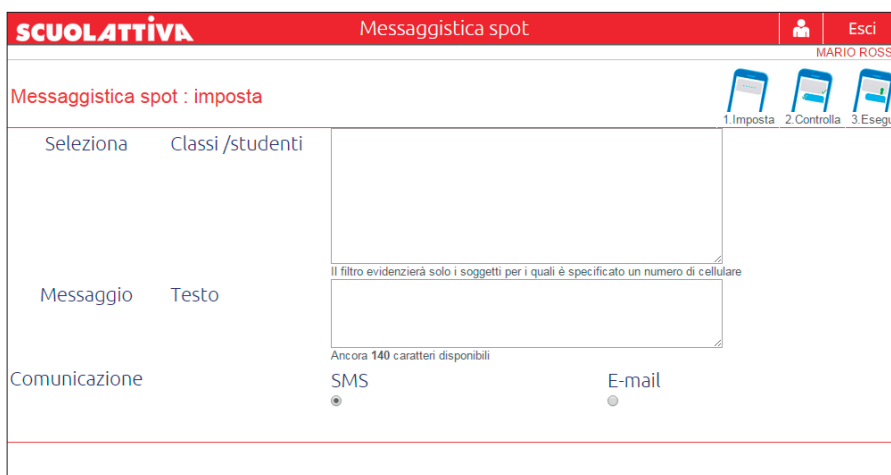 SCUOLATTIVA Messaggistica spot Esci
MARIO ROSS
Messaggistica spot : imposta
1.Imposta 2.Controlla 3.Esegu
Seleziona Classi /studenti
Il filtro evidenzierà solo i soggetti per i quali è specificato un numero di cellulare
Messaggio Testo
Ancora 140 caratteri disponibili
Comunicazione SMS E-mail